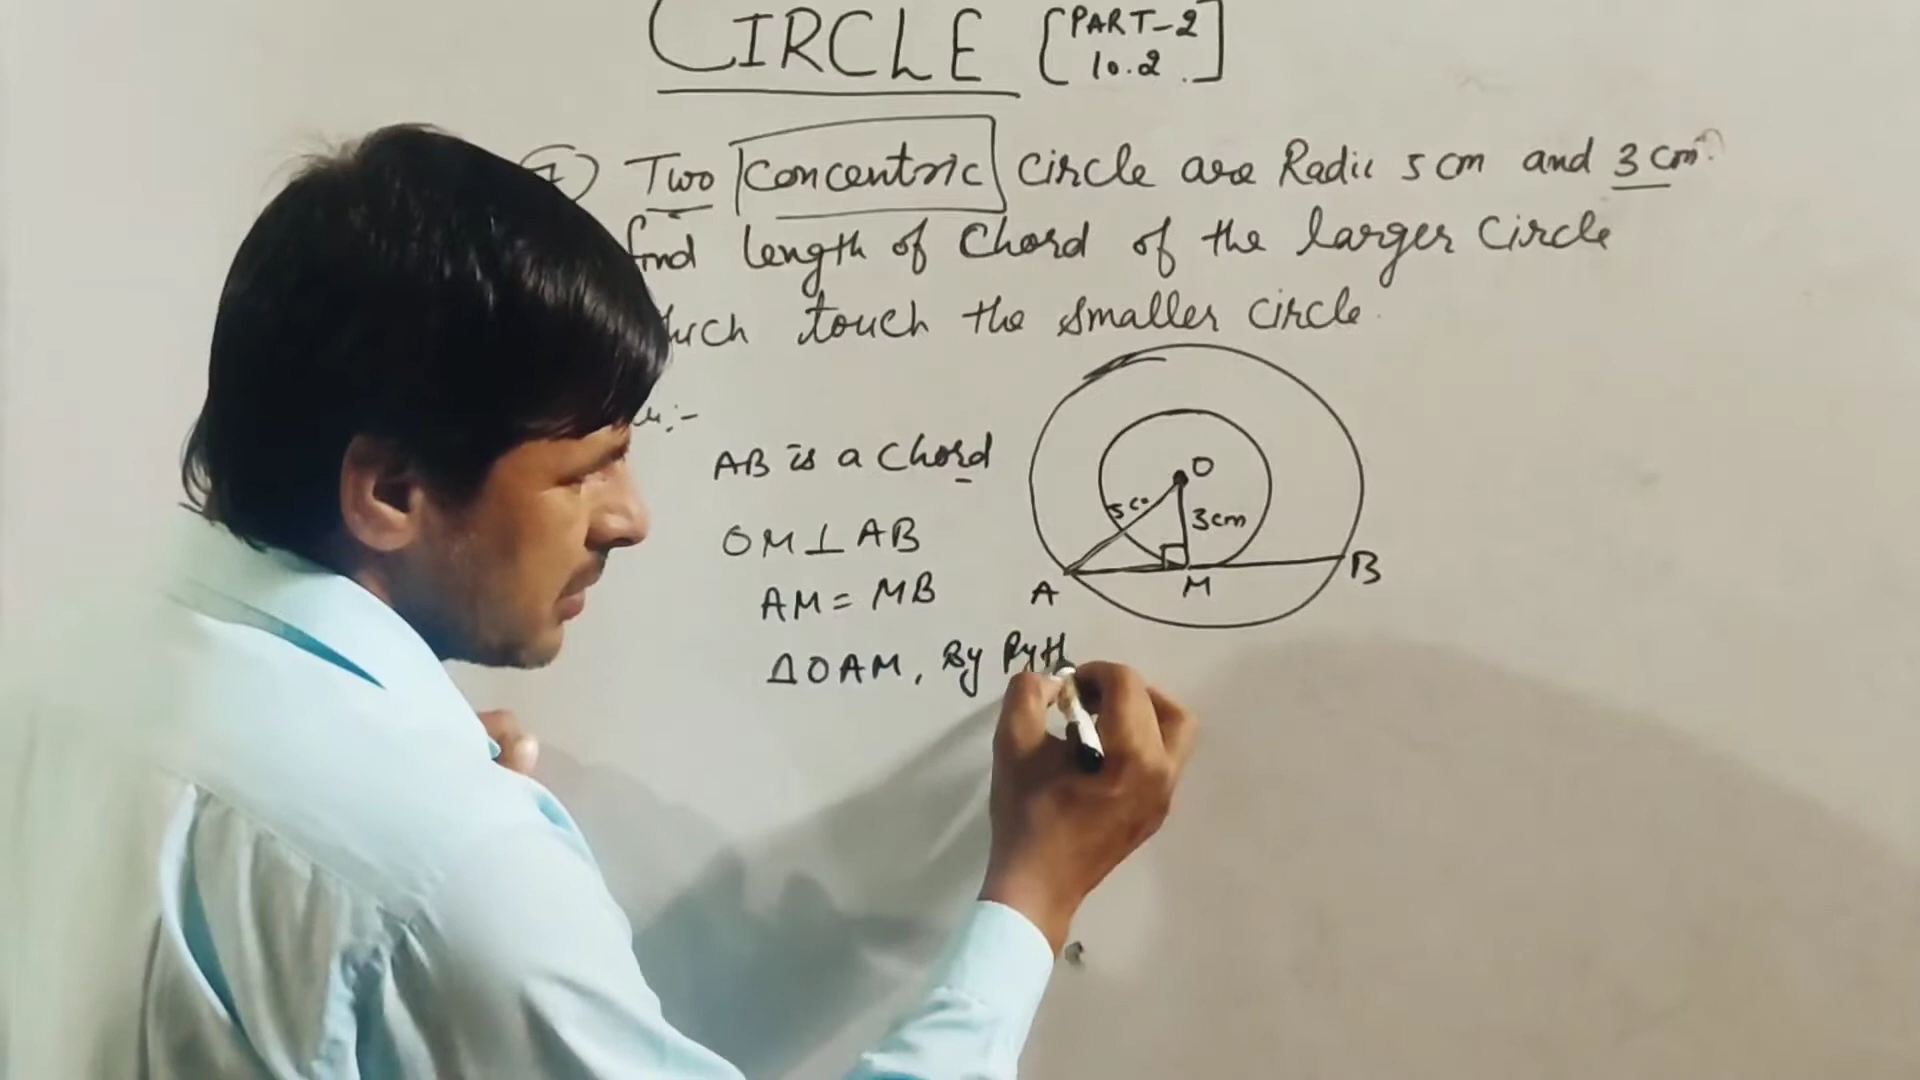 CIRCLE [PART-2
10.2]
Two concentric circle are Radii 5 cm and 3 cm.
find length of Chord of the larger circle
touch the smaller circle.
AB is a Chord
OM ⊥ AB
AM = MB
ΔOAM, By Pyth
O
5 c
3cm
A
M
B